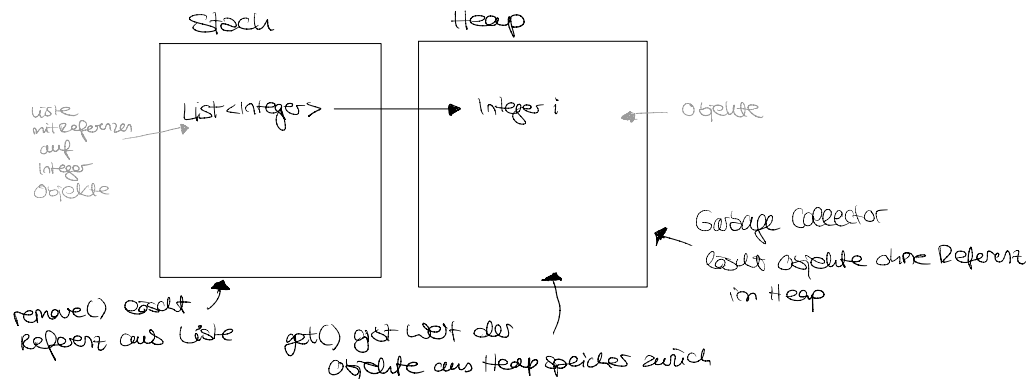 Stack
Heap
List<Integer>
Integer i
Liste
mit Referenzen
auf
Integer
Objekte
Objekte
Garbage Collector
löscht Objekte ohne Referenz
im Heap
remove() löscht
Referenz aus Liste
get() gibt Wert der
Objekte aus Heapspeicher zurück